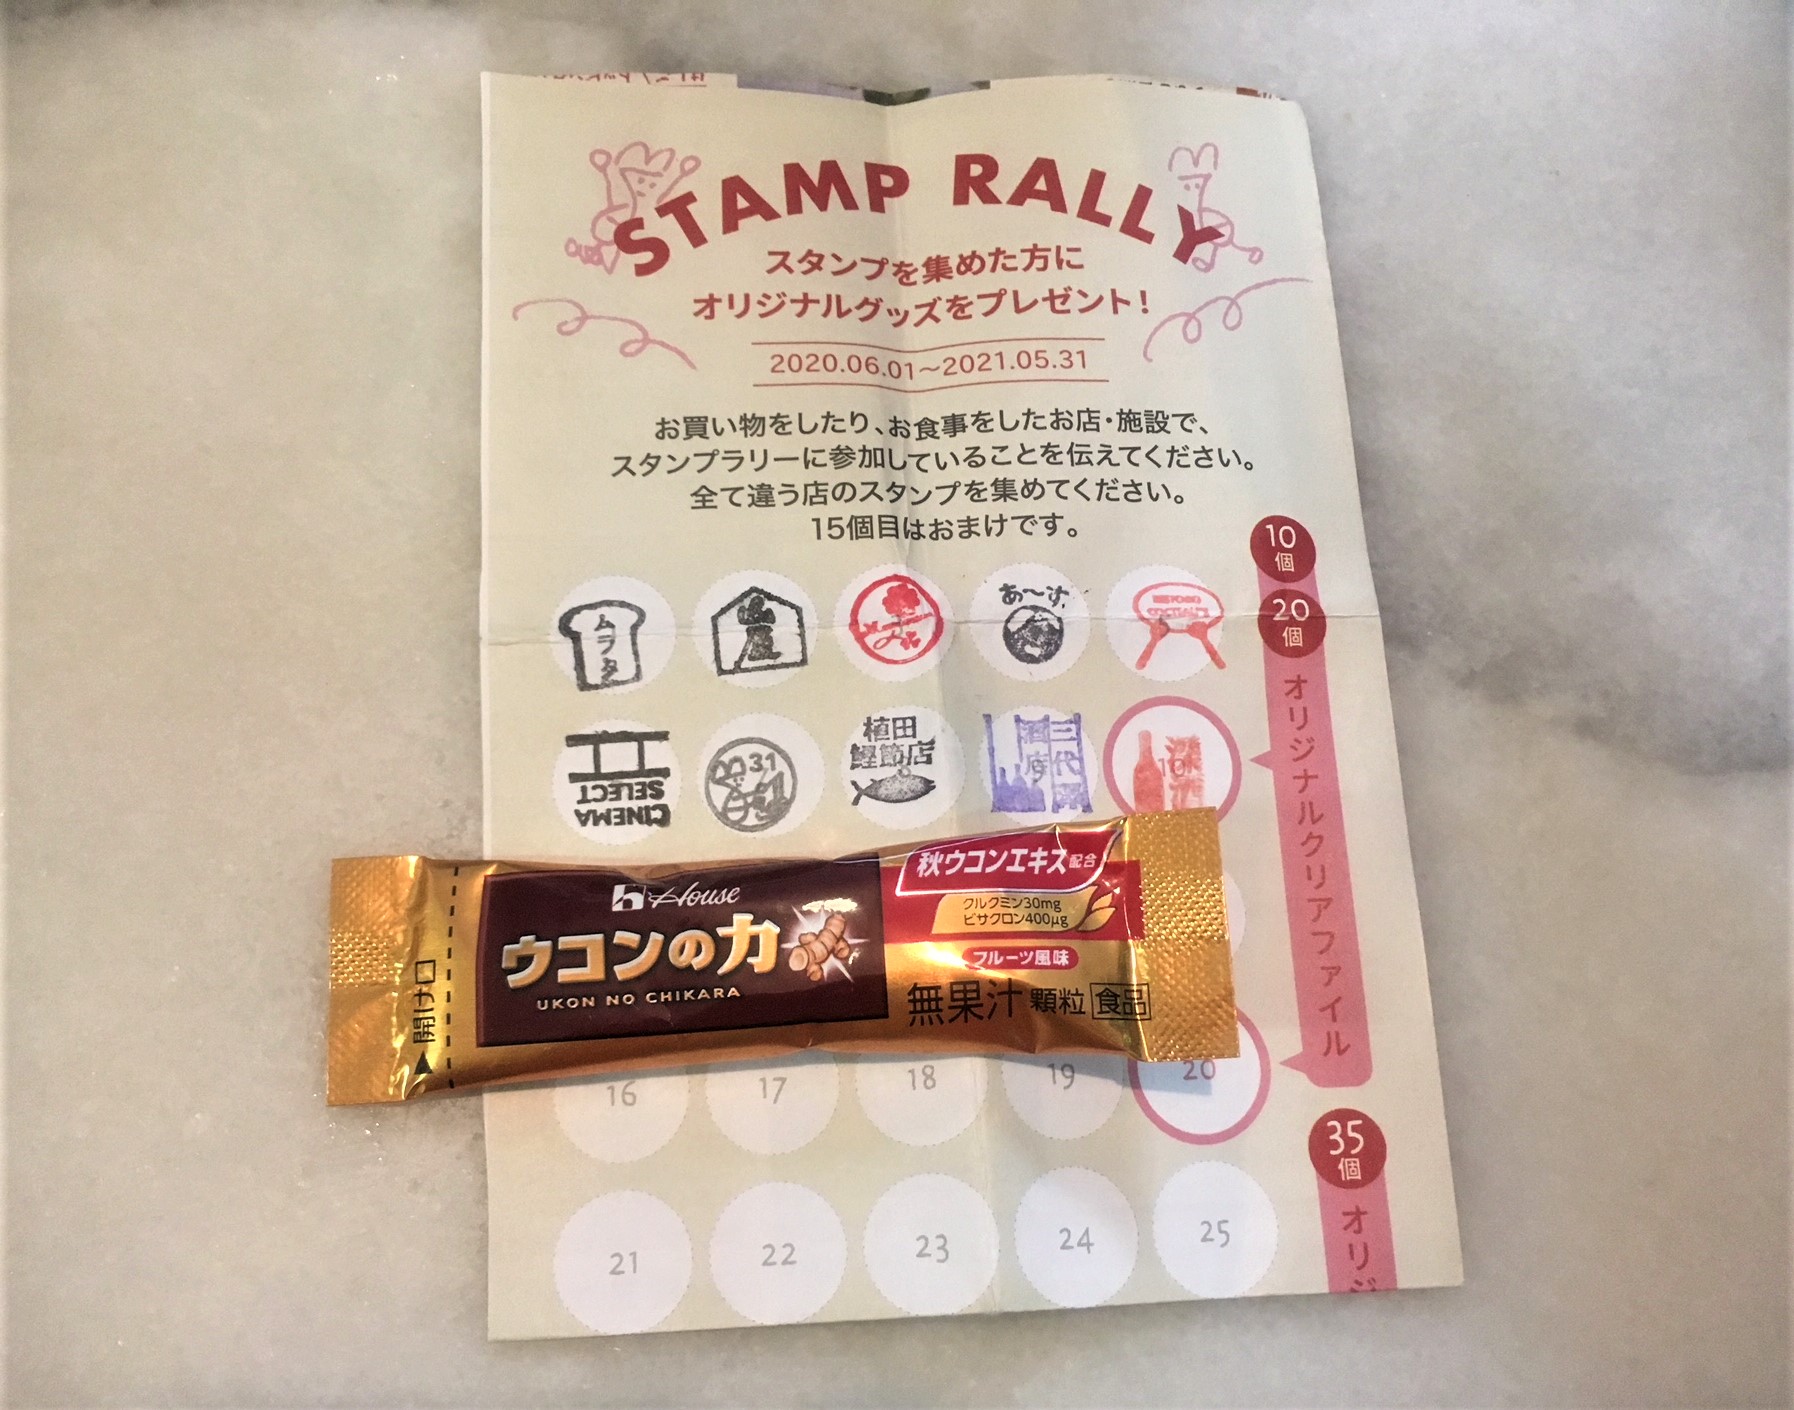 STAMP RALLY
スタンプを集めた方に
オリジナルグッズをプレゼント！
2020.06.01～2021.05.31
お買い物をしたり、お食事をしたお店・施設で、
スタンプラリーに参加していることを伝えてください。
全て違う店のスタンプを集めてください。
15個目はおまけです。
10個
20個
オリジナルクリアファイル
ムラタ
あ〜す。
CINEMA
SELECT
31
植田
鰹節店
三代
酒店
9
10
House
ウコンの力
UKON NO CHIKARA
開け口
秋ウコンエキス配合
クルクミン30mg
ビサクロン400μg
フルーツ風味
無果汁 顆粒 食品
16 17 18 19 20
35個
オリジ
21 22 23 24 25